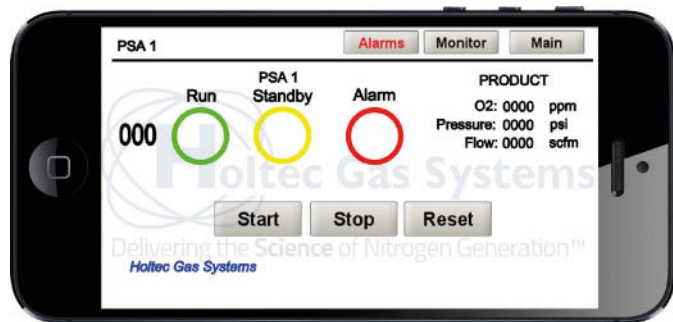 PSA 1
Alarms Monitor Main
Run
PSA 1
Standby
Alarm
PRODUCT
O2: 0000 ppm
Pressure: 0000 psi
Flow: 0000 scfm
000
Holtec Gas Systems
Start Stop Reset
Delivering the Science of Nitrogen Generation™
Holtec Gas Systems